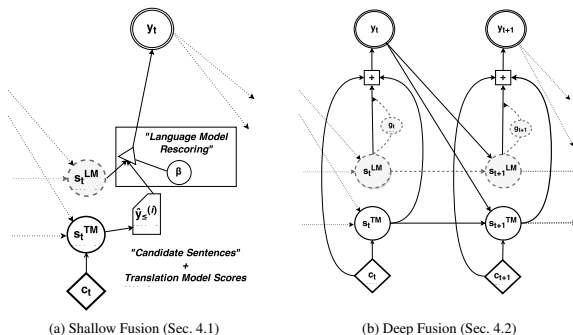 y_t
"Language Model
Rescoring"
β
s_t^LM
ŷ_≤^(i)
s_t^TM
"Candidate Sentences"
+
Translation Model Scores
c_t
(a) Shallow Fusion (Sec. 4.1)
y_t
y_t+1
+
+
g_t
g_t+1
s_t^LM
s_t+1^LM
s_t^TM
s_t+1^TM
c_t
c_t+1
(b) Deep Fusion (Sec. 4.2)